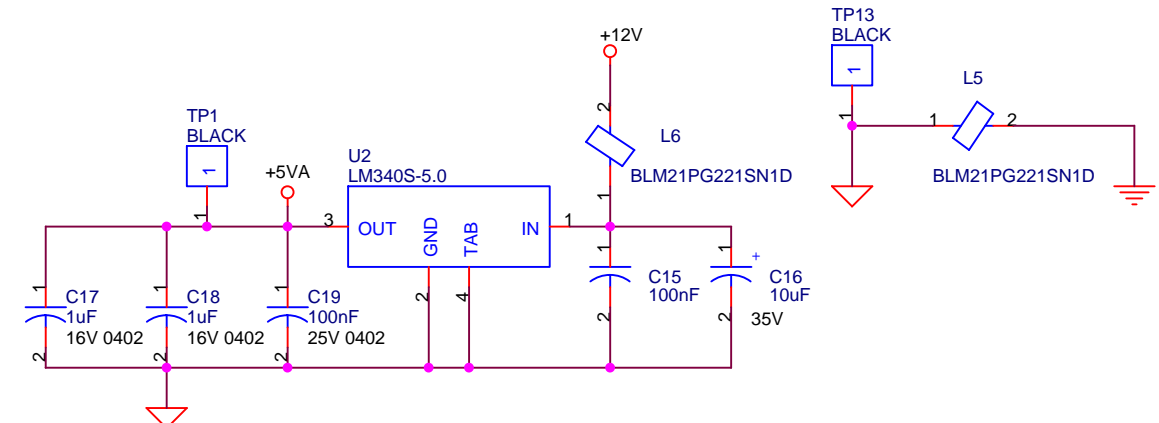 TP13
BLACK
1
1
+12V
2
L6
BLM21PG221SN1D
1
L5
1
2
BLM21PG221SN1D
TP1
BLACK
1
1
+5VA
U2
LM340S-5.0
3
OUT
GND
TAB
IN
1
2
4
1
C17
1uF
16V 0402
2
1
C18
1uF
16V 0402
2
1
C19
100nF
25V 0402
2
1
C15
100nF
2
1
+
C16
10uF
35V
2